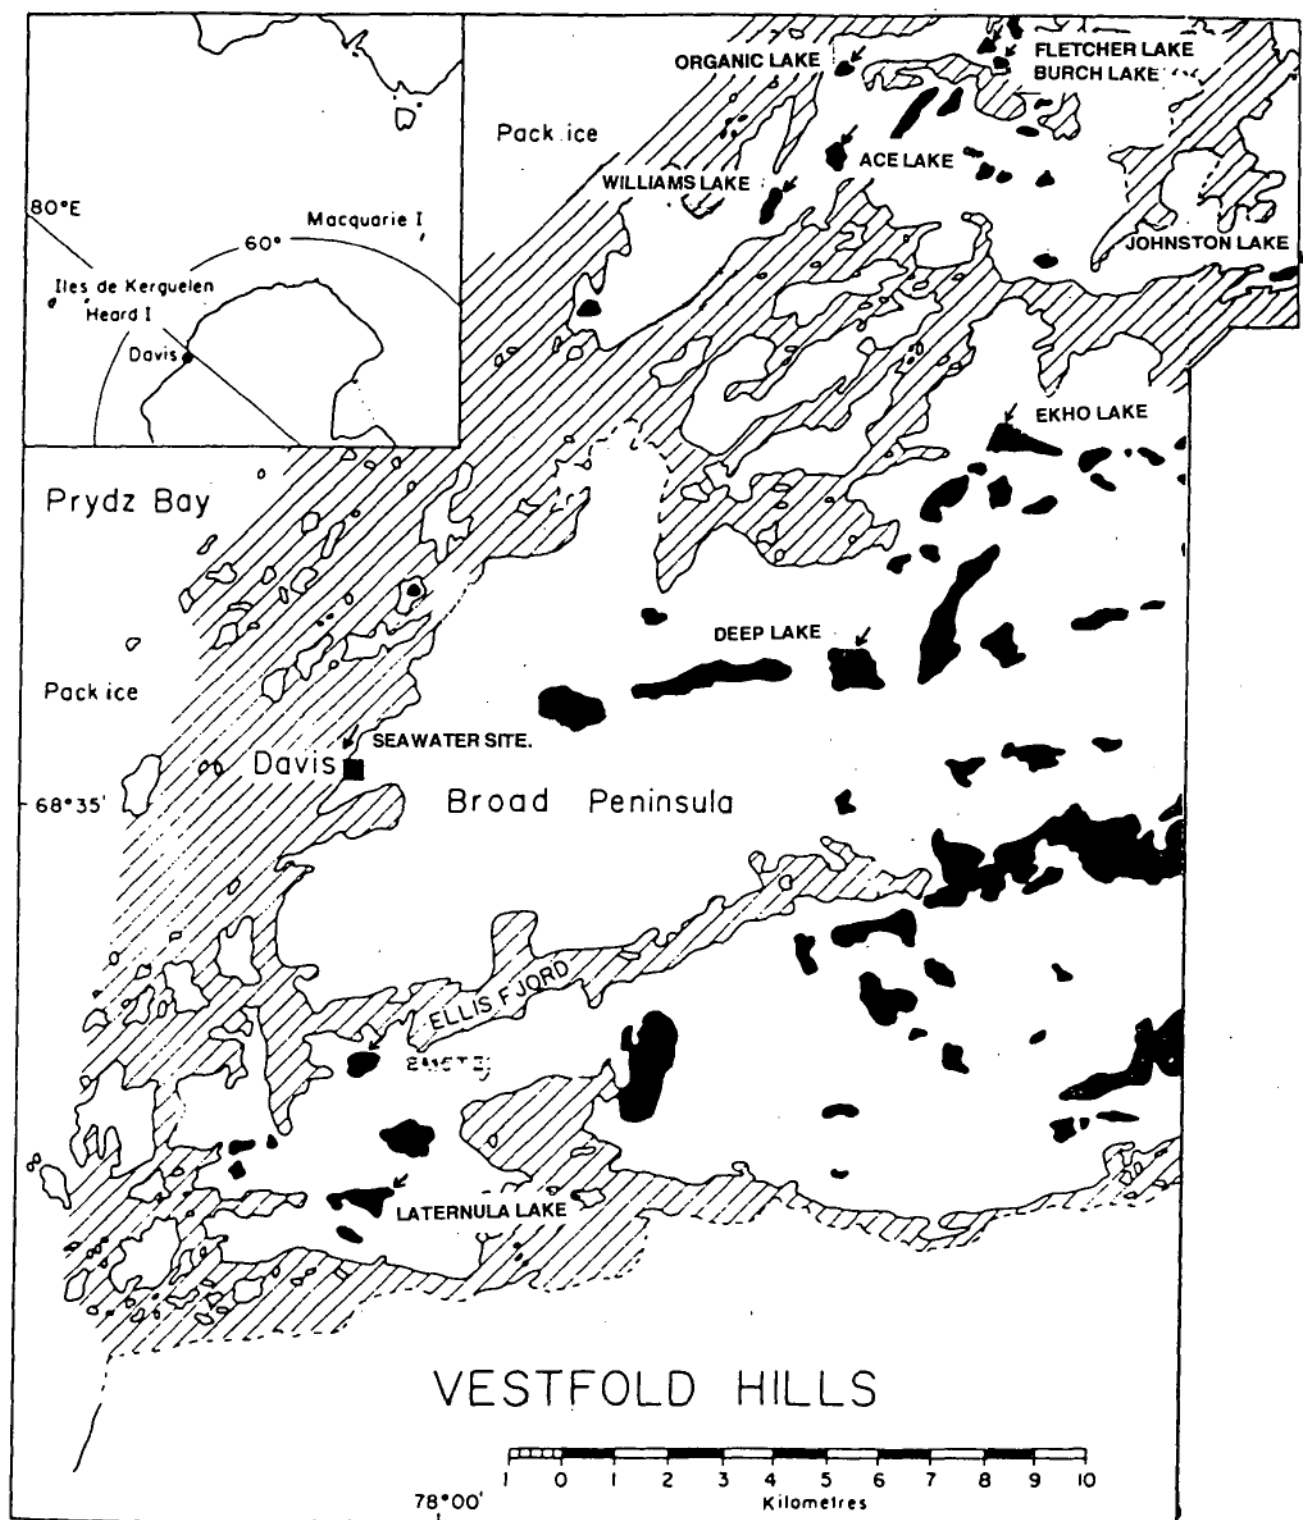 ORGANIC LAKE
FLETCHER LAKE
BURCH LAKE
Pack ice
ACE LAKE
WILLIAMS LAKE
80°E
Macquarie I
60°
JOHNSTON LAKE
Iles de Kerguelen
Heard I
Davis
EKHO LAKE
Prydz Bay
DEEP LAKE
Pack ice
SEAWATER SITE.
Davis
68°35'
Broad Peninsula
ELLIS FJORD
LATERNULA LAKE
VESTFOLD HILLS
1 0 1 2 3 4 5 6 7 8 9 10
Kilometres
78°00'